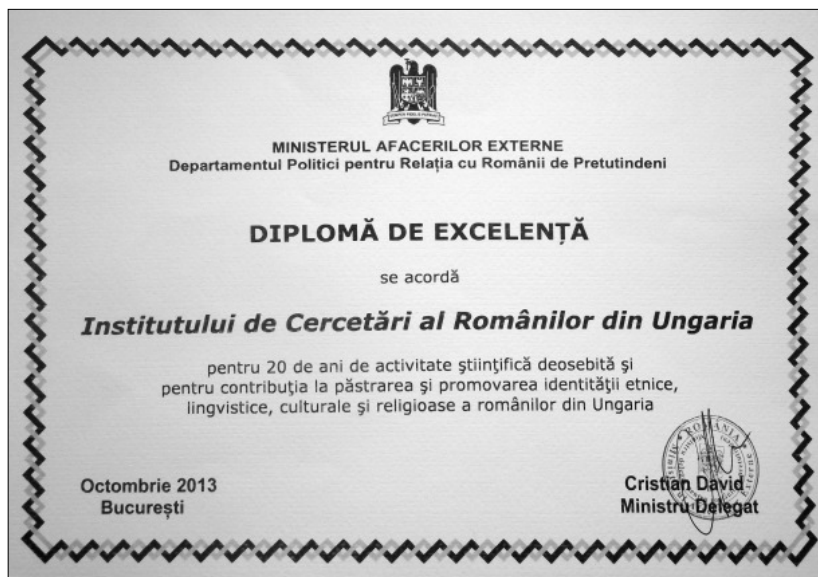 MINISTERUL AFACERILOR EXTERNE
Departamentul Politici pentru Relația cu Românii de Pretutindeni
DIPLOMĂ DE EXCELENȚĂ
se acordă
Institutului de Cercetări al Românilor din Ungaria
pentru 20 de ani de activitate științifică deosebită și
pentru contribuția la păstrarea și promovarea identității etnice,
lingvistice, culturale și religioase a românilor din Ungaria
ROMÂNIA
Octombrie 2013
București
Cristian David
Ministru Delegat